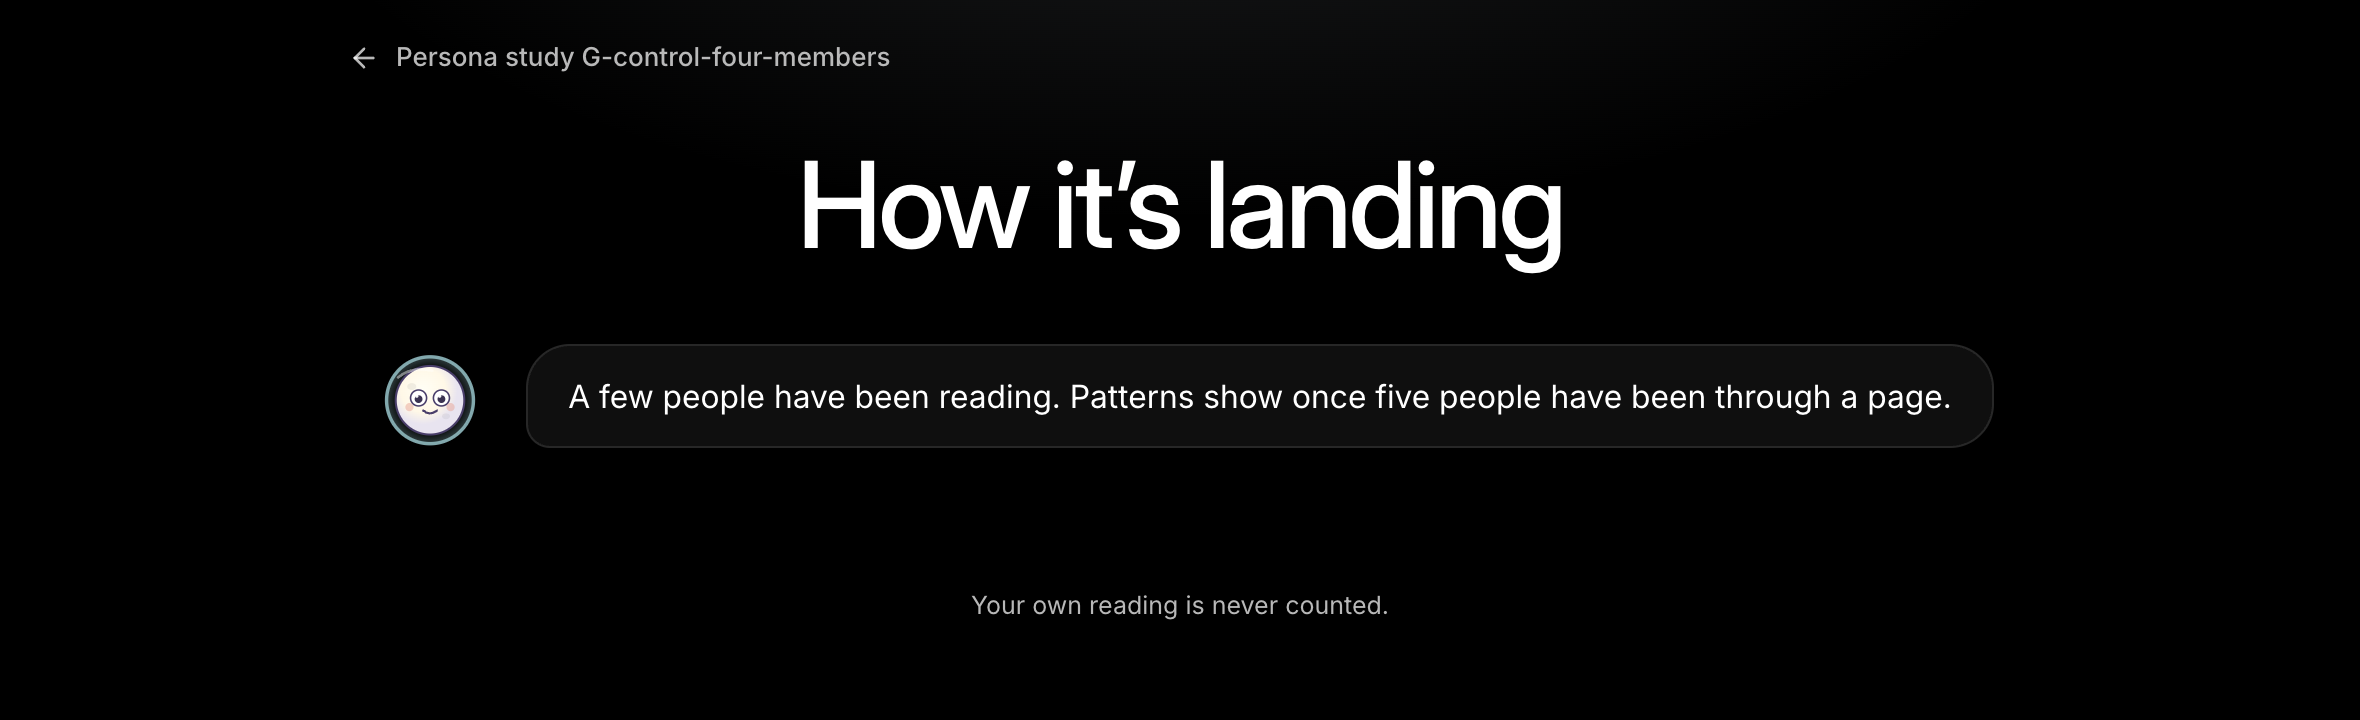 Persona study G-control-four-members
How it’s landing
A few people have been reading. Patterns show once five people have been through a page.
Your own reading is never counted.